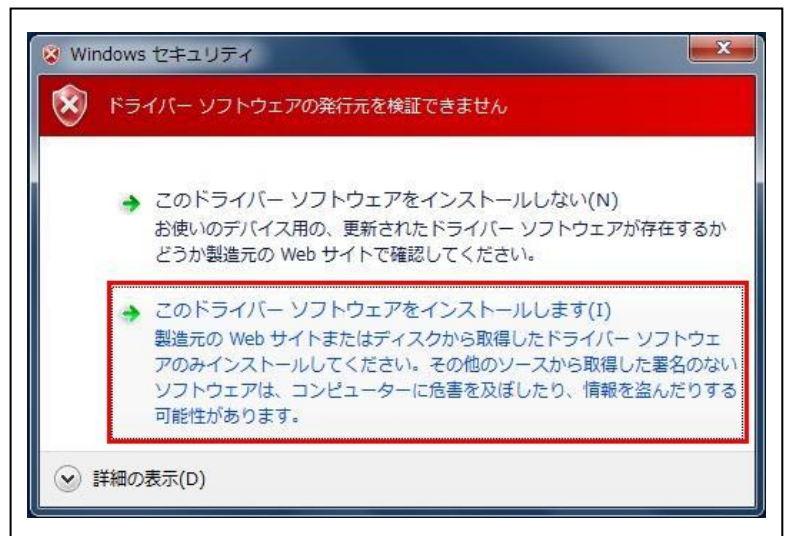 Windows セキュリティ
ドライバー ソフトウェアの発行元を検証できません
このドライバー ソフトウェアをインストールしない(N)
お使いのデバイス用の、更新されたドライバー ソフトウェアが存在するか
どうか製造元の Web サイトで確認してください。
このドライバー ソフトウェアをインストールします(I)
製造元の Web サイトまたはディスクから取得したドライバー ソフトウェ
アのみインストールしてください。その他のソースから取得した署名のない
ソフトウェアは、コンピューターに危害を及ぼしたり、情報を盗んだりする
可能性があります。
詳細の表示(D)